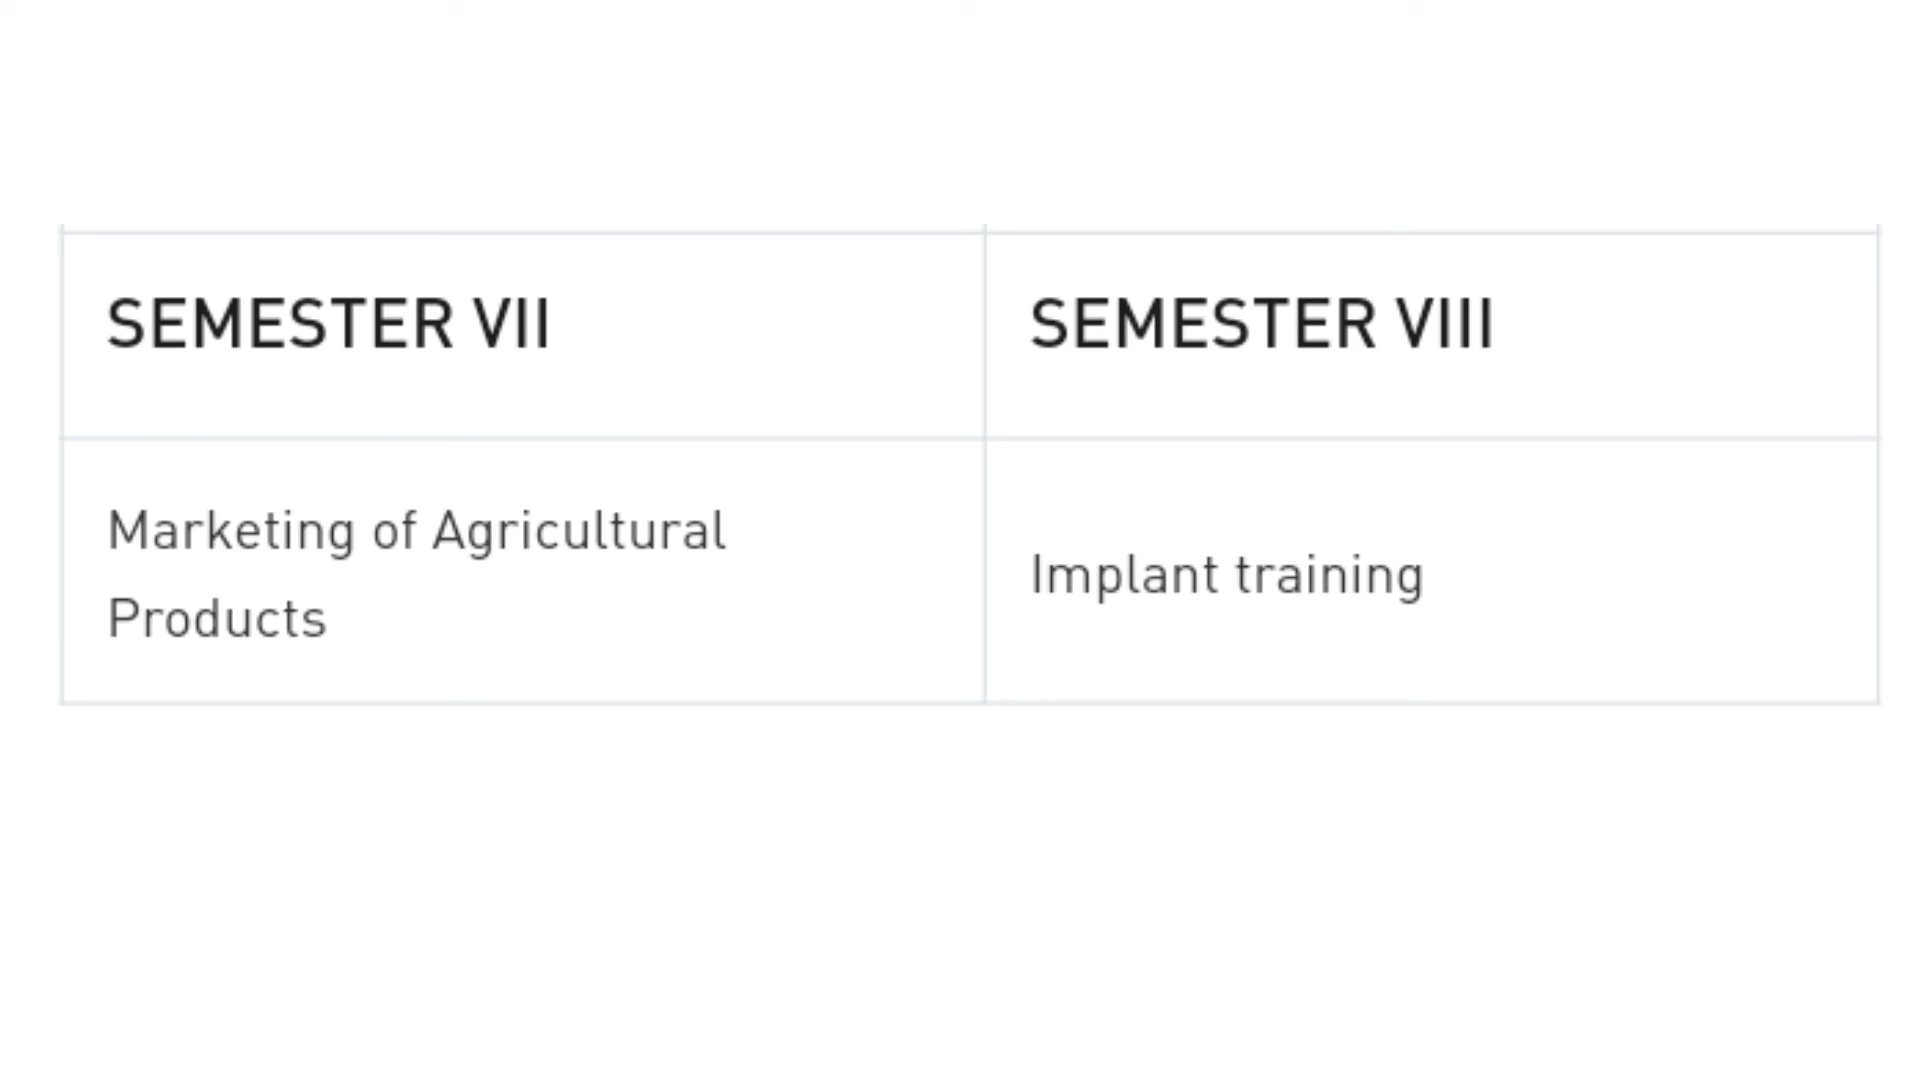 SEMESTER VII
SEMESTER VIII
Marketing of Agricultural
Products
Implant training